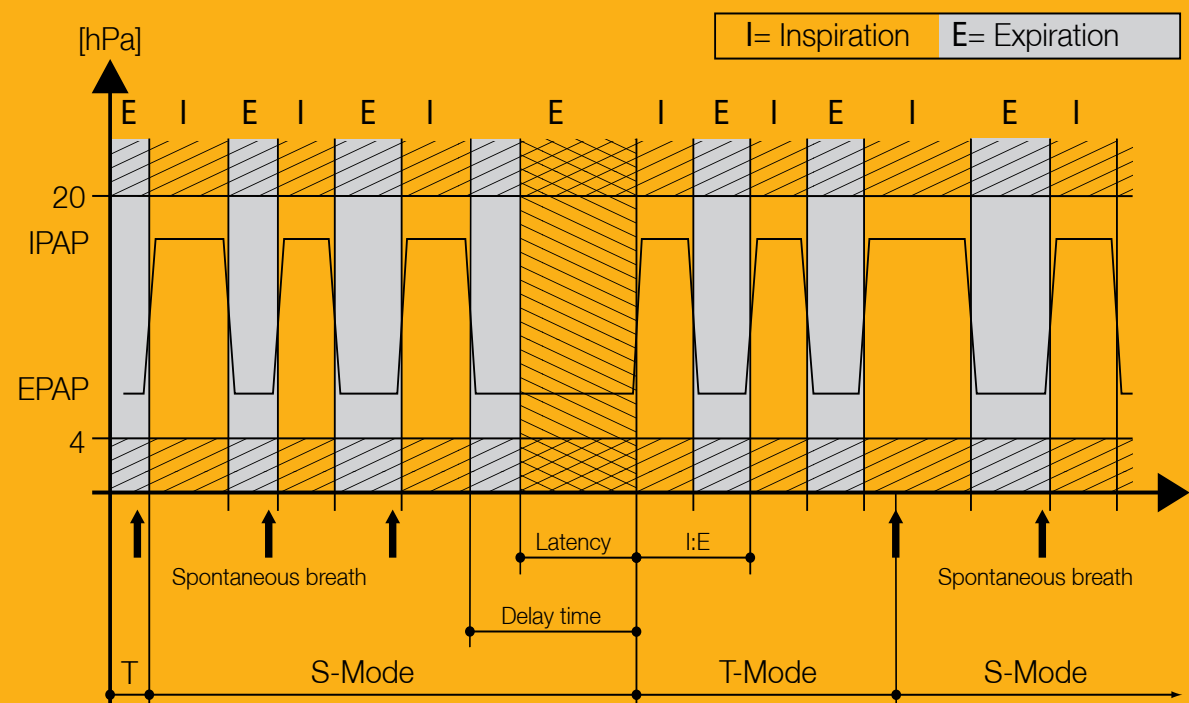 I= Inspiration E= Expiration
[hPa]
E I E I E I E I E I E I E I
20
IPAP
EPAP
4
Latency I:E
Spontaneous breath Spontaneous breath
Delay time
T S-Mode T-Mode S-Mode